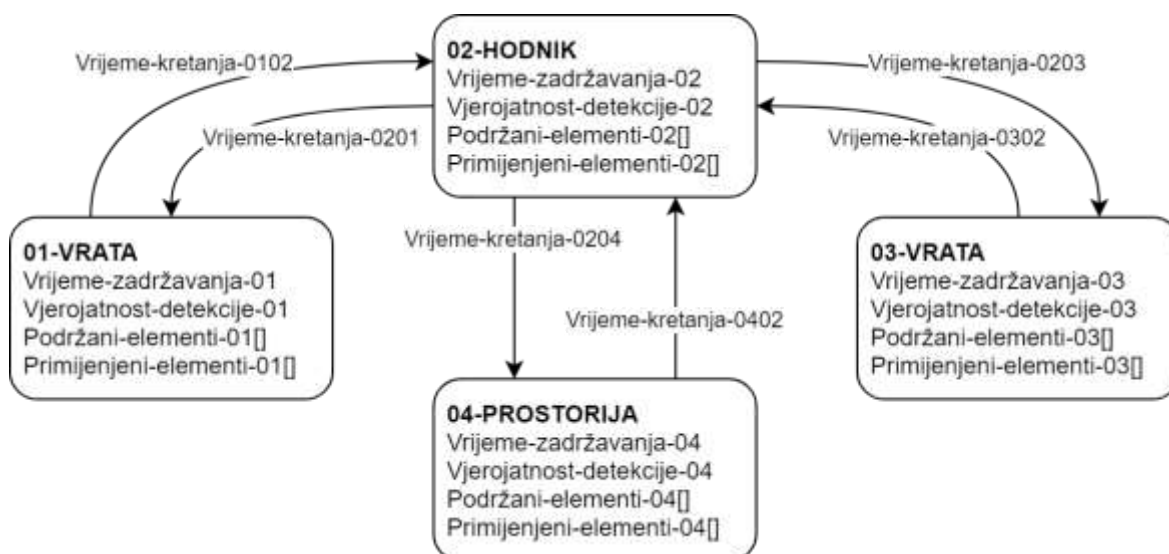 02-HODNIK
Vrijeme-zadržavanja-02
Vjerojatnost-detekcije-02
Podržani-elementi-02[]
Primijenjeni-elementi-02[]
Vrijeme-kretanja-0102
Vrijeme-kretanja-0203
Vrijeme-kretanja-0201
Vrijeme-kretanja-0302
01-VRATA
Vrijeme-zadržavanja-01
Vjerojatnost-detekcije-01
Podržani-elementi-01[]
Primijenjeni-elementi-01[]
Vrijeme-kretanja-0204
Vrijeme-kretanja-0402
03-VRATA
Vrijeme-zadržavanja-03
Vjerojatnost-detekcije-03
Podržani-elementi-03[]
Primijenjeni-elementi-03[]
04-PROSTORIJA
Vrijeme-zadržavanja-04
Vjerojatnost-detekcije-04
Podržani-elementi-04[]
Primijenjeni-elementi-04[]